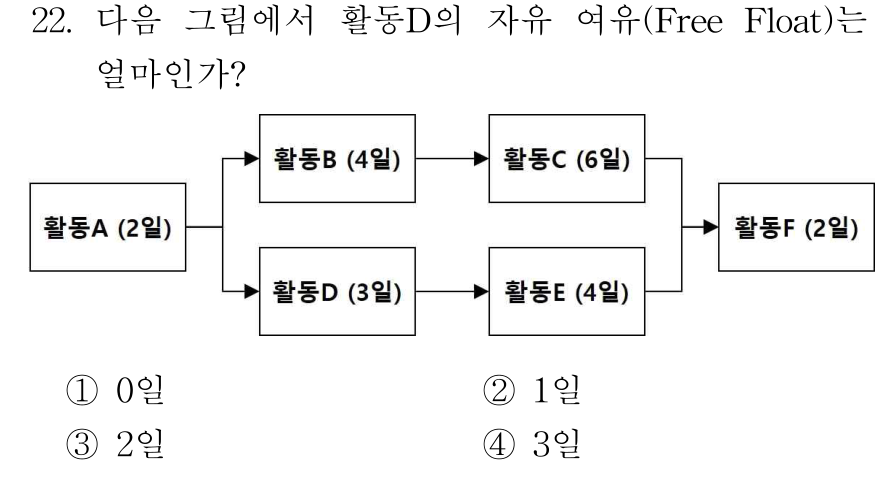 22. 다음 그림에서 활동D의 자유 여유(Free Float)는
얼마인가?
활동B (4일)
활동C (6일)
활동A (2일)
활동F (2일)
활동D (3일)
활동E (4일)
① 0일
② 1일
③ 2일
④ 3일